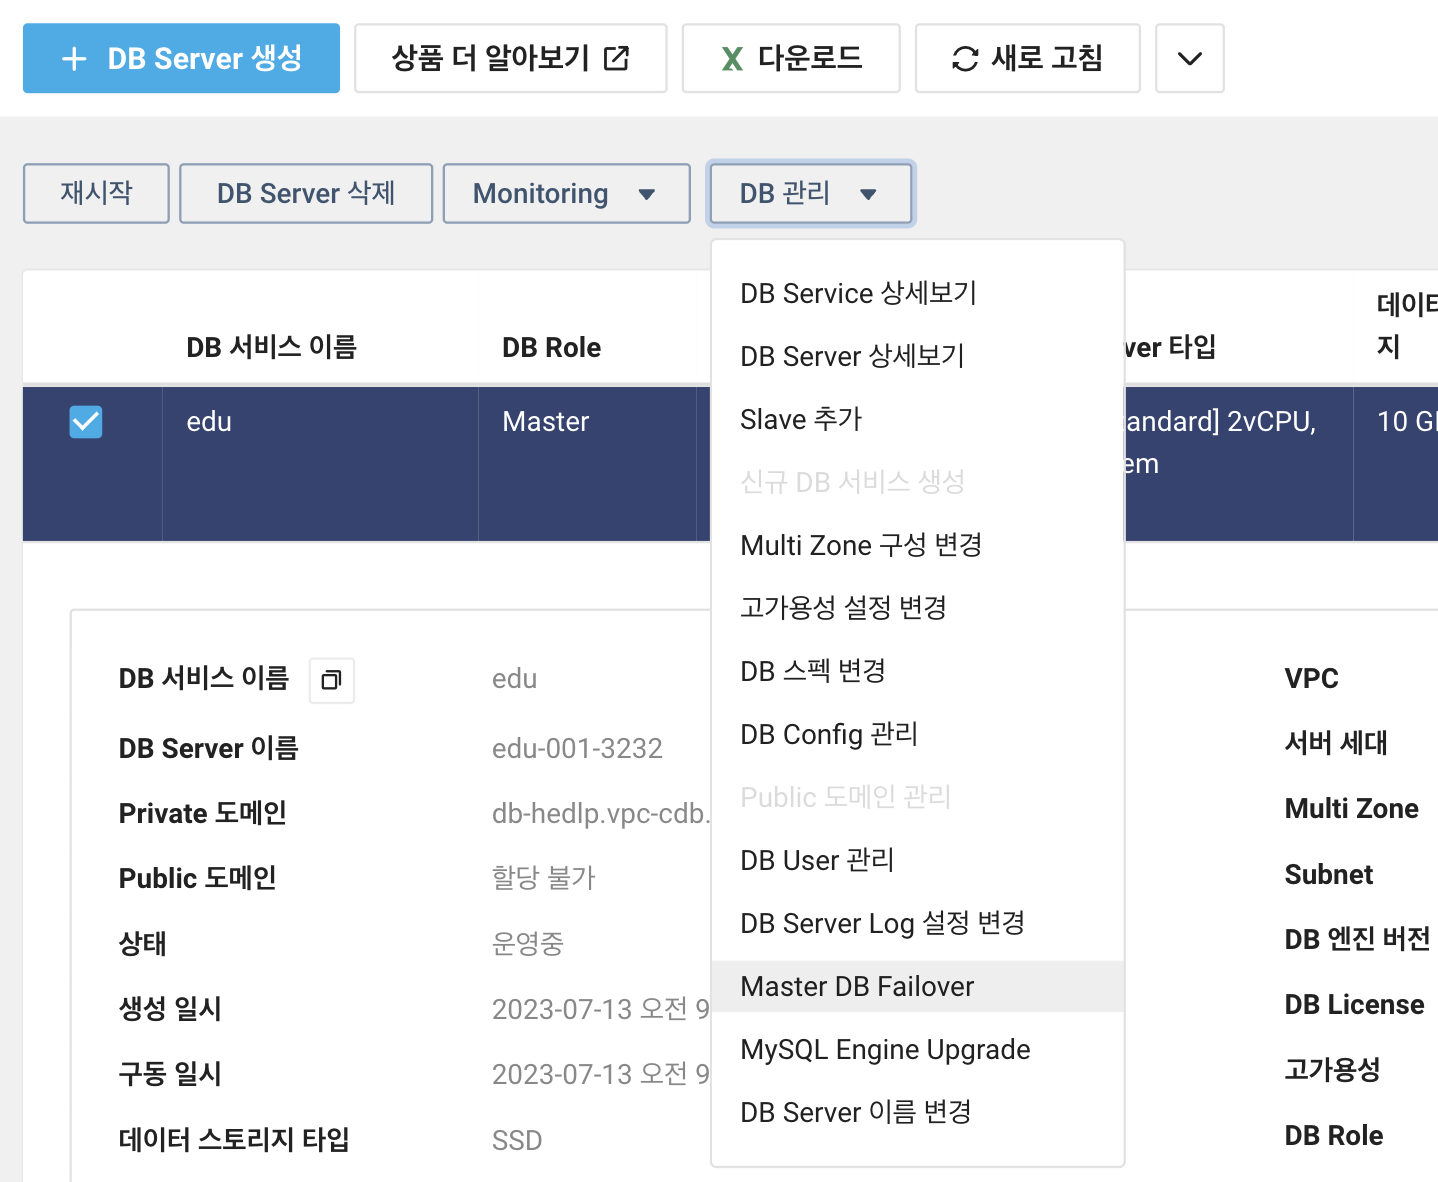 + DB Server 생성
상품 더 알아보기
X 다운로드
새로 고침
재시작
DB Server 삭제
Monitoring
DB 관리
DB 서비스 이름
DB Role
ver 타입
데이터
지
edu
Master
andard] 2vCPU,
em
10 G
DB Service 상세보기
DB Server 상세보기
Slave 추가
신규 DB 서비스 생성
Multi Zone 구성 변경
고가용성 설정 변경
DB 스펙 변경
DB Config 관리
Public 도메인 관리
DB User 관리
DB Server Log 설정 변경
Master DB Failover
MySQL Engine Upgrade
DB Server 이름 변경
DB 서비스 이름
edu
DB Server 이름
edu-001-3232
Private 도메인
db-hedlp.vpc-cdb.
Public 도메인
할당 불가
상태
운영중
생성 일시
2023-07-13 오전 9
구동 일시
2023-07-13 오전 9
데이터 스토리지 타입
SSD
VPC
서버 세대
Multi Zone
Subnet
DB 엔진 버전
DB License
고가용성
DB Role